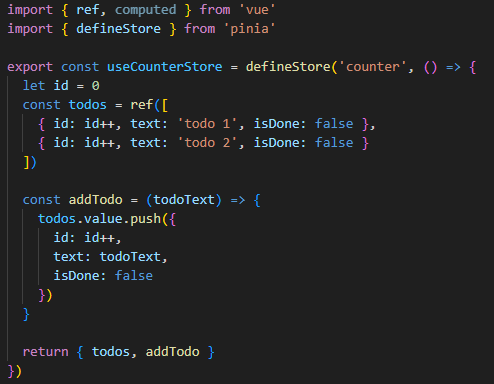 import { ref, computed } from 'vue'
import { defineStore } from 'pinia'

export const useCounterStore = defineStore('counter', () => {
  let id = 0
  const todos = ref([
    { id: id++, text: 'todo 1', isDone: false },
    { id: id++, text: 'todo 2', isDone: false }
  ])

  const addTodo = (todoText) => {
    todos.value.push({
      id: id++,
      text: todoText,
      isDone: false
    })
  }

  return { todos, addTodo }
})